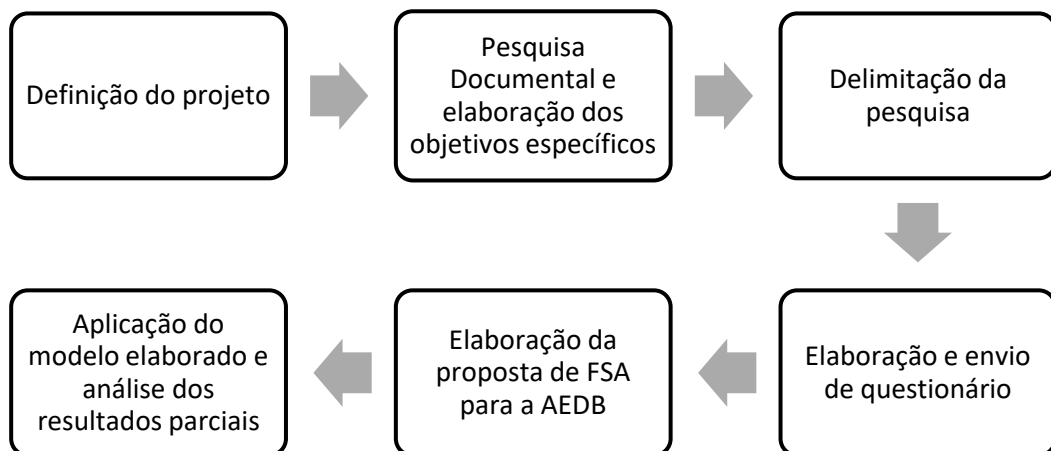 Definição do projeto
Pesquisa
Documental e
elaboração dos
objetivos específicos
Delimitação da
pesquisa
Elaboração e envio
de questionário
Elaboração da
proposta de FSA
para a AEDB
Aplicação do
modelo elaborado e
análise dos
resultados parciais